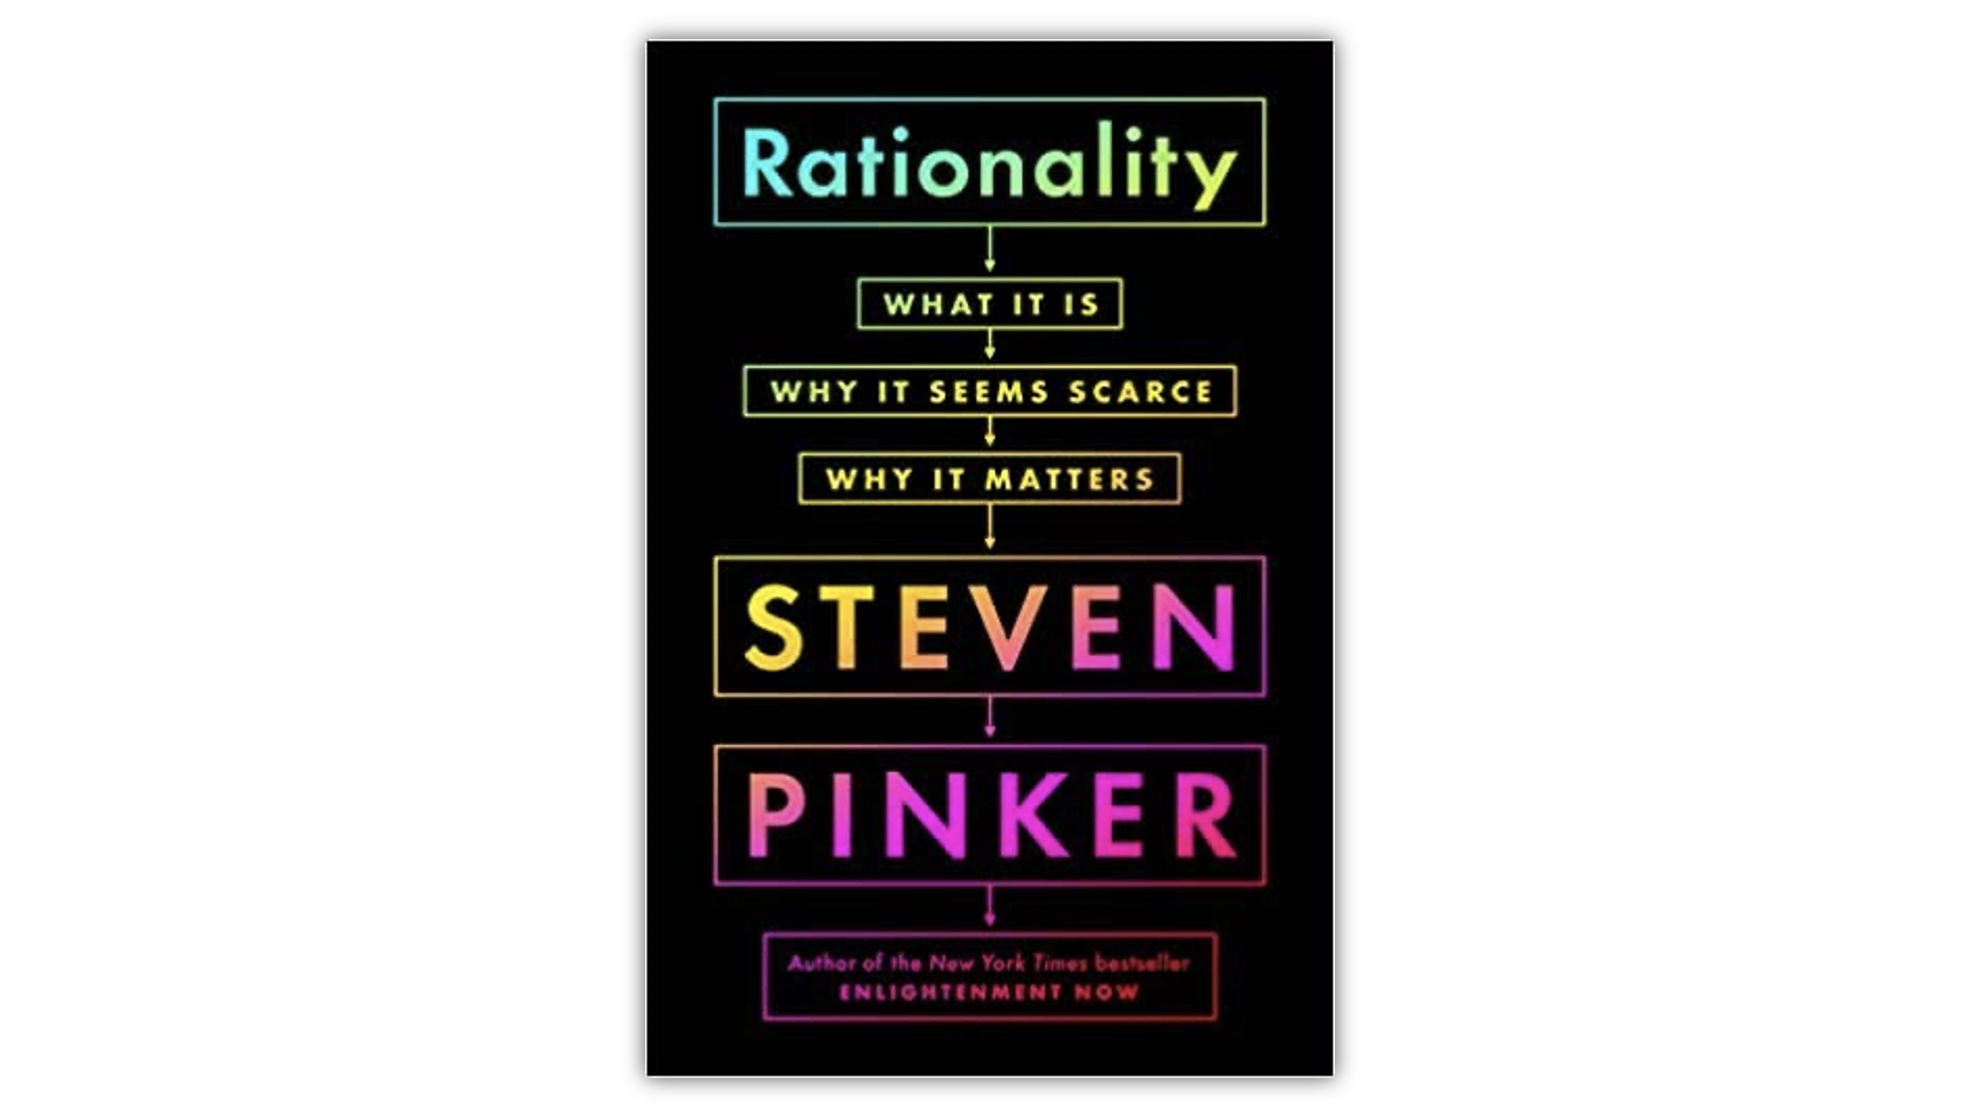 Rationality
WHAT IT IS
WHY IT SEEMS SCARCE
WHY IT MATTERS
STEVEN
PINKER
Author of the New York Times bestseller
ENLIGHTENMENT NOW